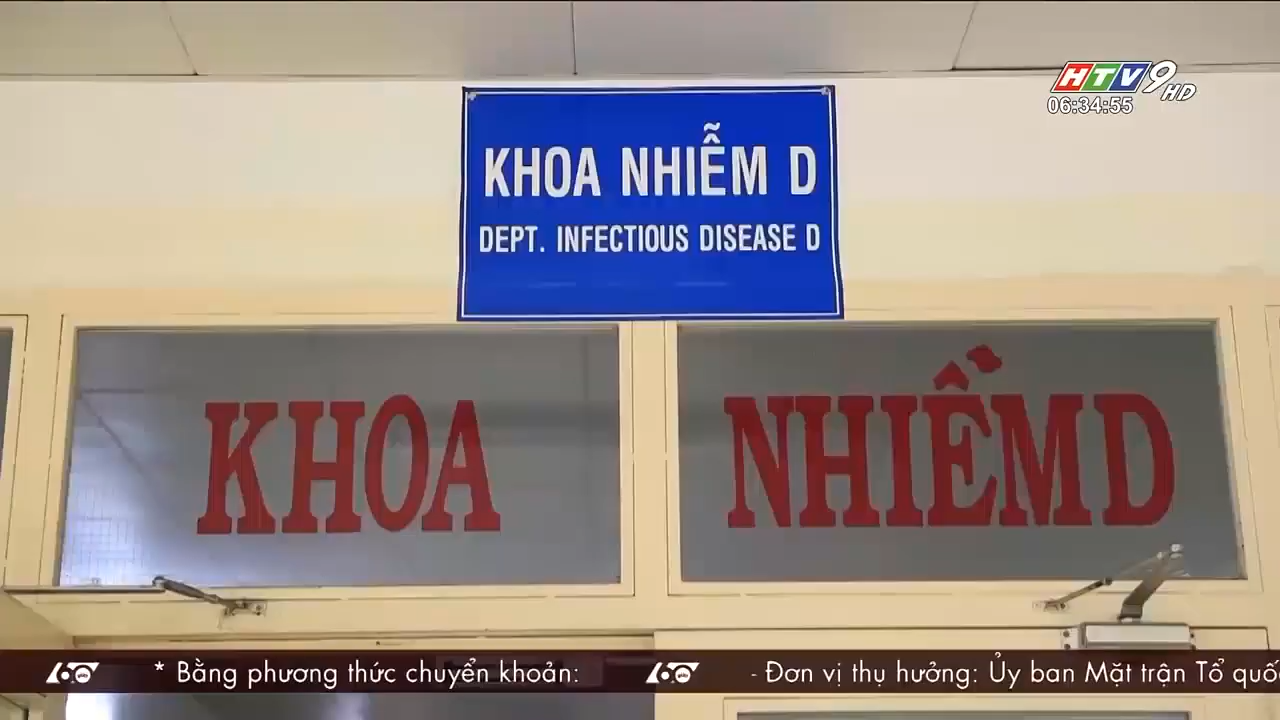 HTV9 HD
06:34:55
KHOA NHIỄM D
DEPT. INFECTIOUS DISEASE D
KHOA NHIỄM D
* Bằng phương thức chuyển khoản:
- Đơn vị thụ hưởng: Ủy ban Mặt trận Tổ quố